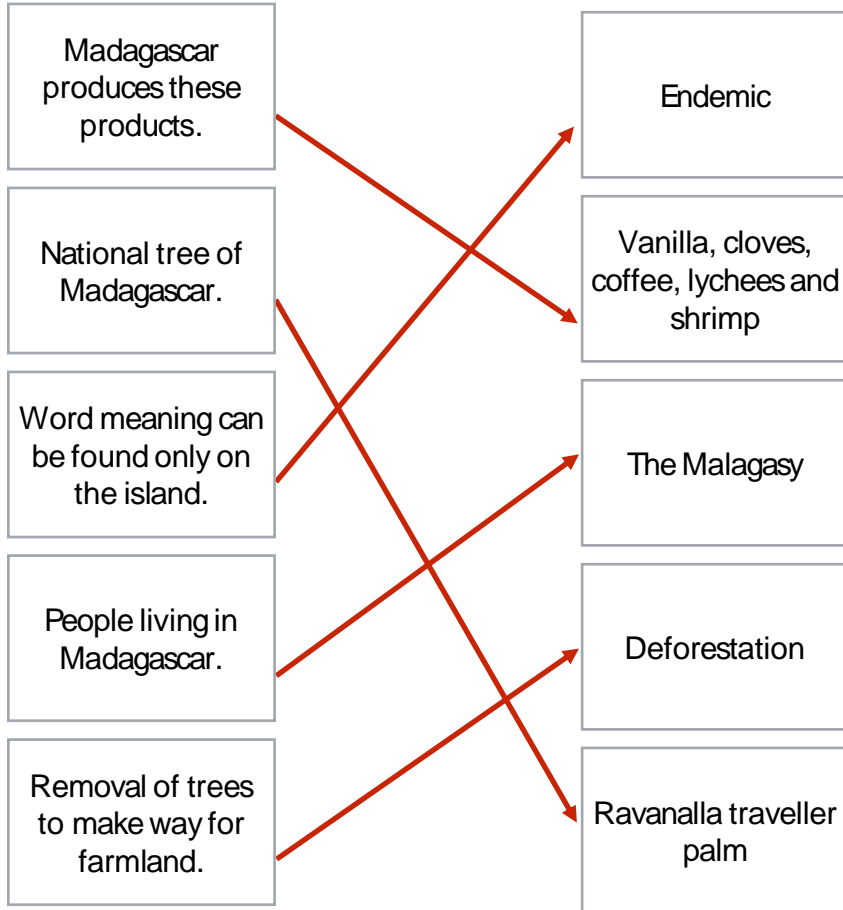 Madagascar
produces these
products.
National tree of
Madagascar.
Word meaning can
be found only on
the island.
People living in
Madagascar.
Removal of trees
to make way for
farmland.
Endemic
Vanilla, cloves,
coffee, lychees and
shrimp
The Malagasy
Deforestation
Ravanalla traveller
palm